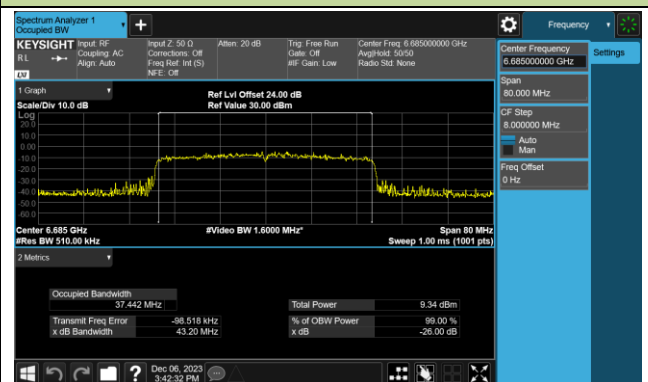 Spectrum Analyzer 1
Occupied BW
+
Frequency
KEYSIGHT
Input: RF
Input Z: 50 Ω
Atten: 20 dB
Trig: Free Run
Center Freq: 6.685000000 GHz
RL
Coupling: AC
Corrections: Off
Gate: Off
Avg|Hold: 50/50
Align: Auto
Freq Ref: Int (S)
#IF Gain: Low
Radio Std: None
NFE: Off
LXI
Center Frequency
6.685000000 GHz
Settings
Span
80.000 MHz
CF Step
8.000000 MHz
Auto
Man
Freq Offset
0 Hz
1 Graph
Ref Lvl Offset 24.00 dB
Scale/Div 10.0 dB
Ref Value 30.00 dBm
Log
20.0
10.0
0.00
-10.0
-20.0
-30.0
-40.0
-50.0
-60.0
Center 6.685 GHz
#Video BW 1.6000 MHz*
Span 80 MHz
#Res BW 510.00 kHz
Sweep 1.00 ms (1001 pts)
2 Metrics
Occupied Bandwidth
37.442 MHz
Total Power
9.34 dBm
Transmit Freq Error
-98.518 kHz
% of OBW Power
99.00 %
x dB Bandwidth
43.20 MHz
x dB
-26.00 dB
?
Dec 06, 2023
3:42:32 PM